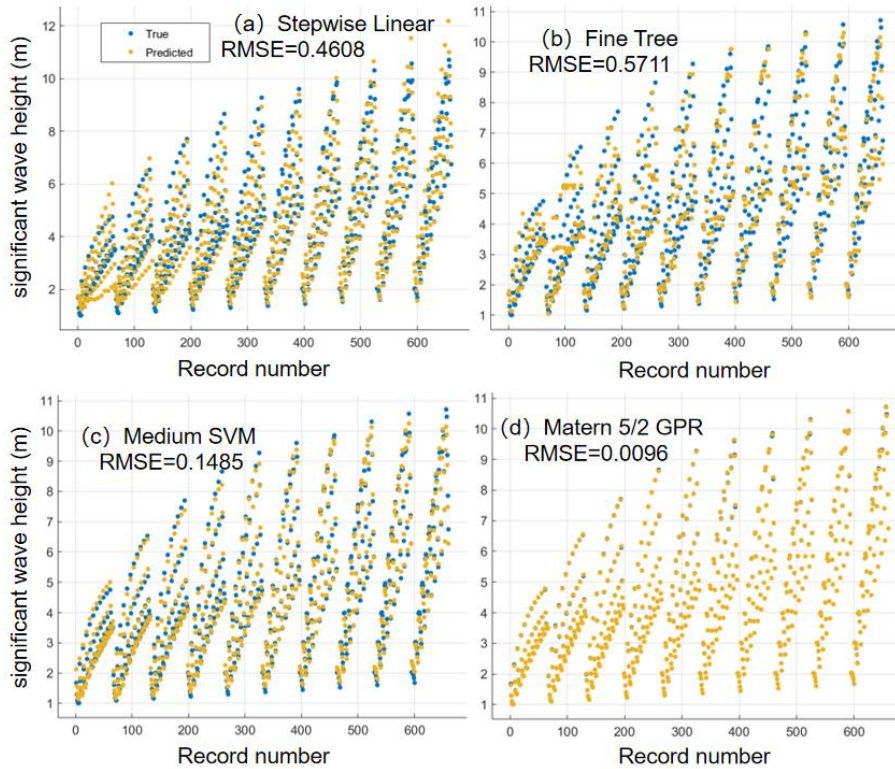 (a) Stepwise Linear
RMSE=0.4608
True
Predicted
significant wave height (m)
12
10
8
6
4
2
0 100 200 300 400 500 600
Record number
(b) Fine Tree
RMSE=0.5711
11
10
9
8
7
6
5
4
3
2
1
0 100 200 300 400 500 600
Record number
(c) Medium SVM
RMSE=0.1485
significant wave height (m)
11
10
9
8
7
6
5
4
3
2
1
0 100 200 300 400 500 600
Record number
(d) Matern 5/2 GPR
RMSE=0.0096
11
10
9
8
7
6
5
4
3
2
1
0 100 200 300 400 500 600
Record number